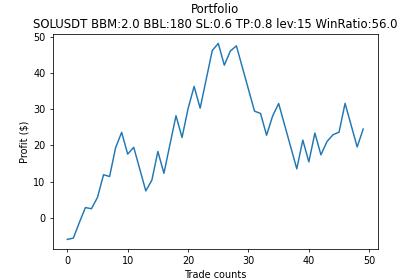 Portfolio
SOLUSDT BBM:2.0 BBL:180 SL:0.6 TP:0.8 lev:15 WinRatio:56.0
50
40
30
20
10
0
Profit ($)
0 10 20 30 40 50
Trade counts